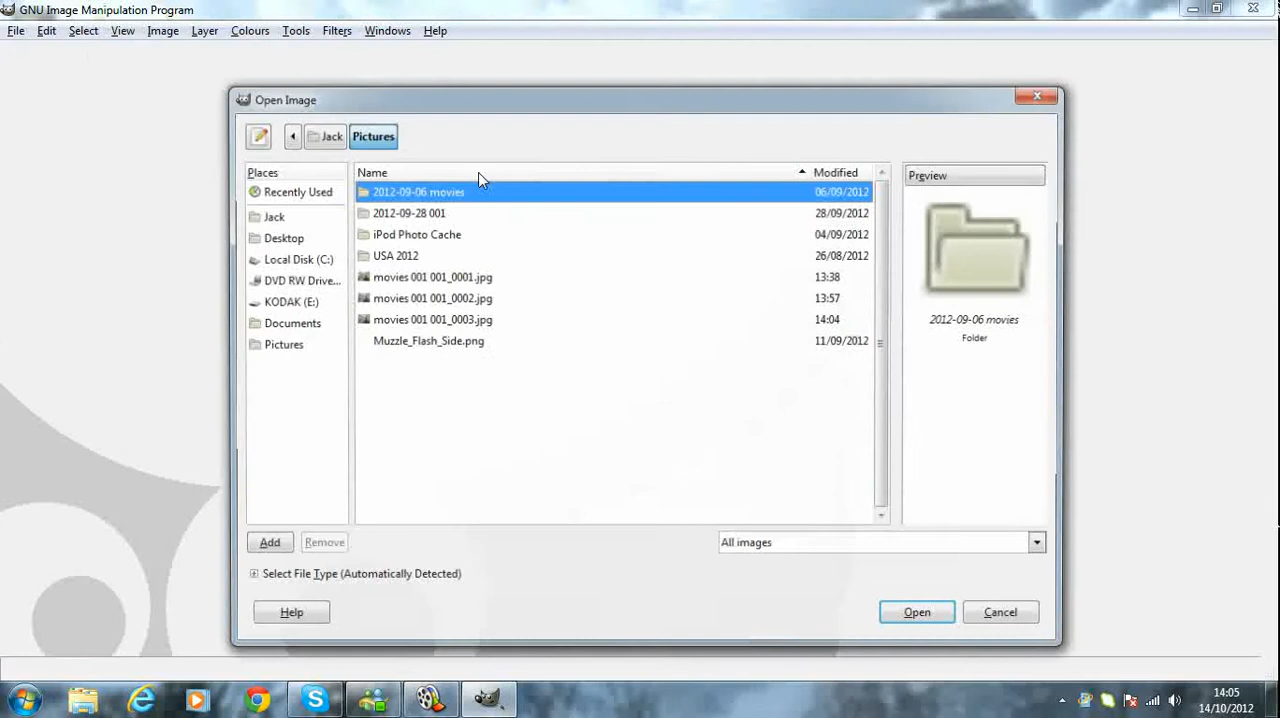 GNU Image Manipulation Program
File Edit Select View Image Layer Colours Tools Filters Windows Help
Open Image
Jack Pictures
Places Name Modified Preview
Recently Used 2012-09-06 movies 06/09/2012
Jack 2012-09-28 001 28/09/2012
Desktop iPod Photo Cache 04/09/2012
Local Disk (C:) USA 2012 26/08/2012
DVD RW Drive... movies 001 001_0001.jpg 13:38
KODAK (E:) movies 001 001_0002.jpg 13:57
Documents movies 001 001_0003.jpg 14:04
Pictures Muzzle_Flash_Side.png 11/09/2012
2012-09-06 movies
Folder
Add Remove All images
Select File Type (Automatically Detected)
Help Open Cancel
14:05
14/10/2012